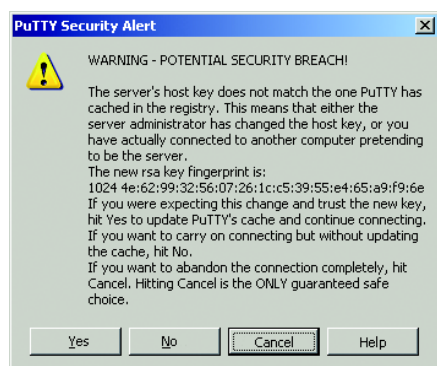 PuTTY Security Alert
WARNING - POTENTIAL SECURITY BREACH!
The server's host key does not match the one PuTTY has
cached in the registry. This means that either the
server administrator has changed the host key, or you
have actually connected to another computer pretending
to be the server.
The new rsa key fingerprint is:
1024 4e:62:99:32:56:07:26:1c:c5:39:55:e4:65:a9:f9:6e
If you were expecting this change and trust the new key,
hit Yes to update PuTTY's cache and continue connecting.
If you want to carry on connecting but without updating
the cache, hit No.
If you want to abandon the connection completely, hit
Cancel. Hitting Cancel is the ONLY guaranteed safe
choice.
Yes No Cancel Help